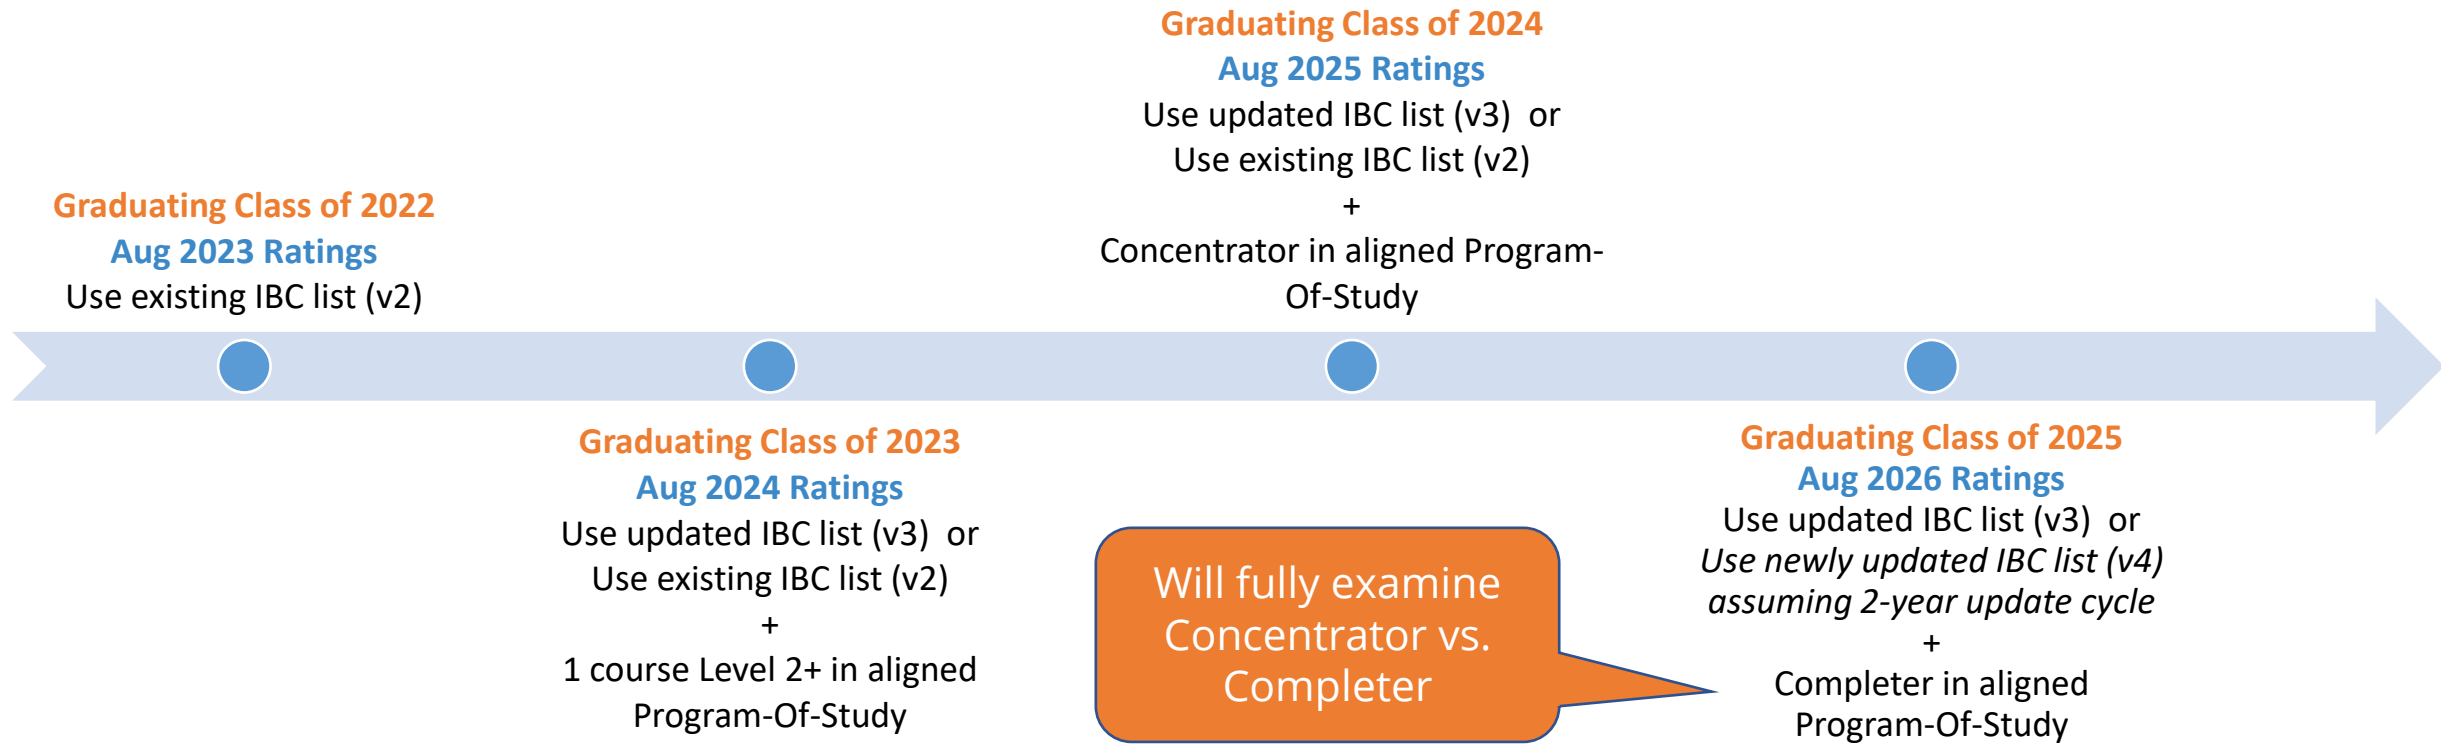 Graduating Class of 2022
Aug 2023 Ratings
Use existing IBC list (v2)
Graduating Class of 2023
Aug 2024 Ratings
Use updated IBC list (v3)  or
Use existing IBC list (v2)
+
1 course Level 2+ in aligned
Program-Of-Study
Graduating Class of 2024
Aug 2025 Ratings
Use updated IBC list (v3)  or
Use existing IBC list (v2)
+
Concentrator in aligned Program-
Of-Study
Will fully examine
Concentrator vs.
Completer
Graduating Class of 2025
Aug 2026 Ratings
Use updated IBC list (v3)  or
Use newly updated IBC list (v4)
assuming 2-year update cycle
+
Completer in aligned
Program-Of-Study